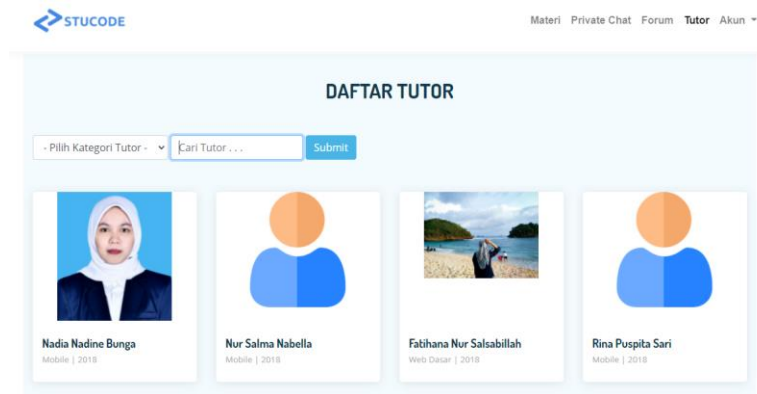 STUCODE
Materi Private Chat Forum Tutor Akun
DAFTAR TUTOR
- Pilih Kategori Tutor - Cari Tutor . . . Submit
Nadia Nadine Bunga
Mobile | 2018
Nur Salma Nabella
Mobile | 2018
Fatihana Nur Salsabillah
Web Dasar | 2018
Rina Puspita Sari
Mobile | 2018